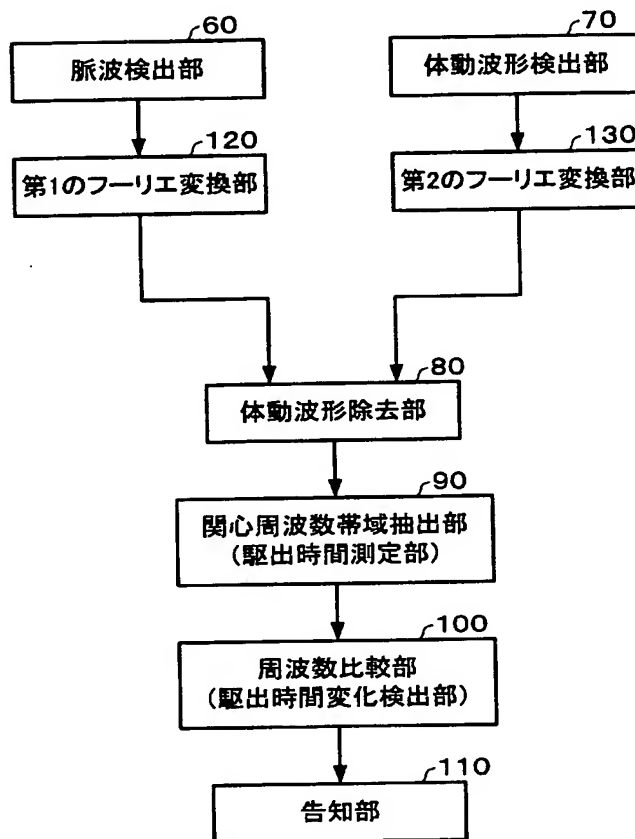 60
脈波検出部
70
体動波形検出部
120
第1のフーリエ変換部
130
第2のフーリエ変換部
80
体動波形除去部
90
関心周波数帯域抽出部
(駆出時間測定部)
100
周波数比較部
(駆出時間変化検出部)
110
告知部